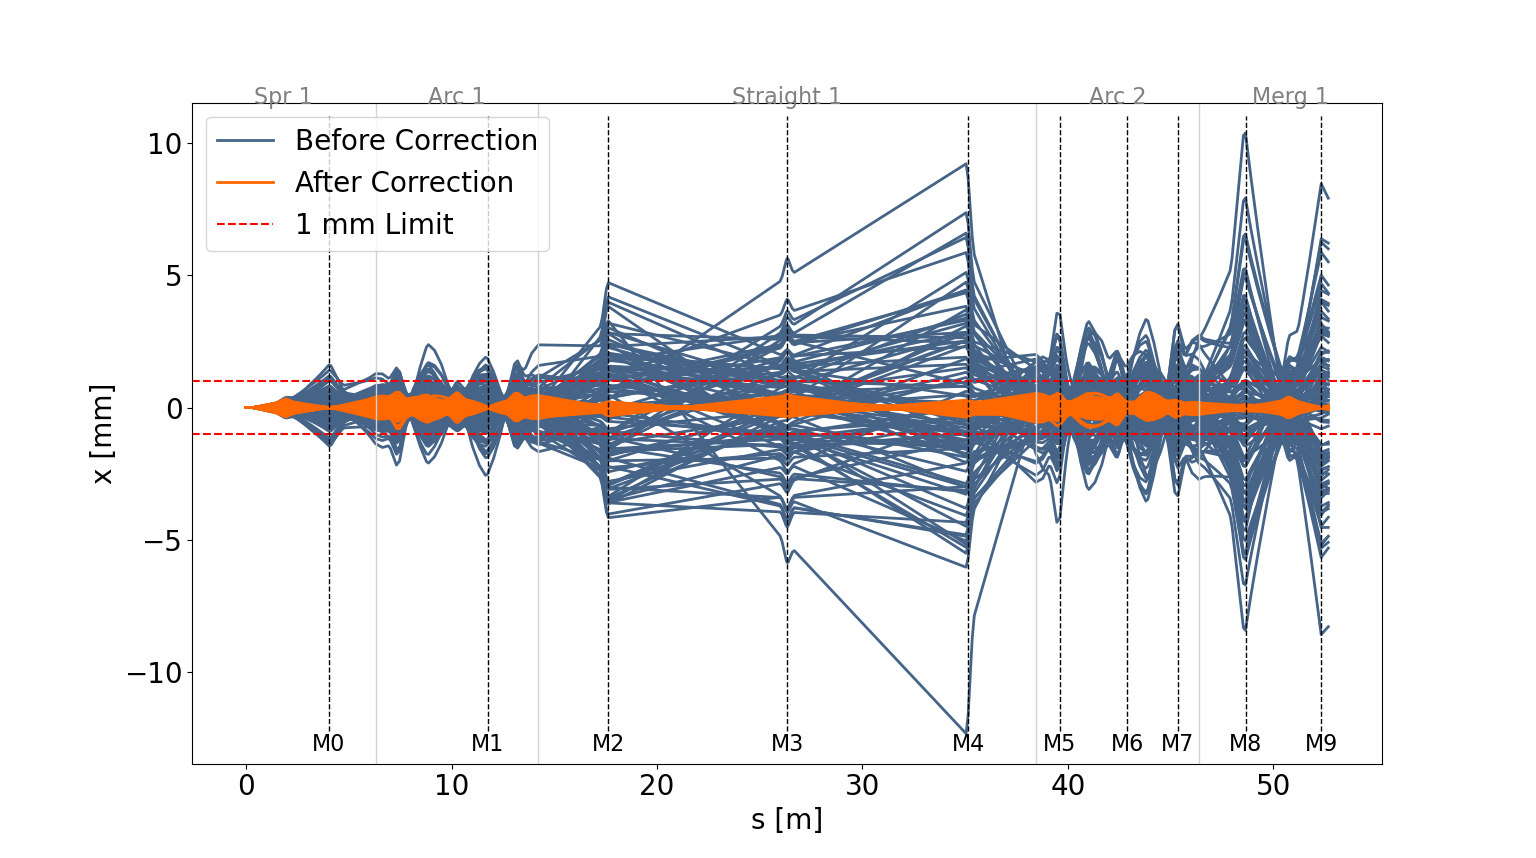 Spr 1 Arc 1 Straight 1 Arc 2 Merg 1
Before Correction
After Correction
1 mm Limit
10
5
0
−5
−10
x [mm]
M0 M1 M2 M3 M4 M5 M6 M7 M8 M9
0 10 20 30 40 50
s [m]